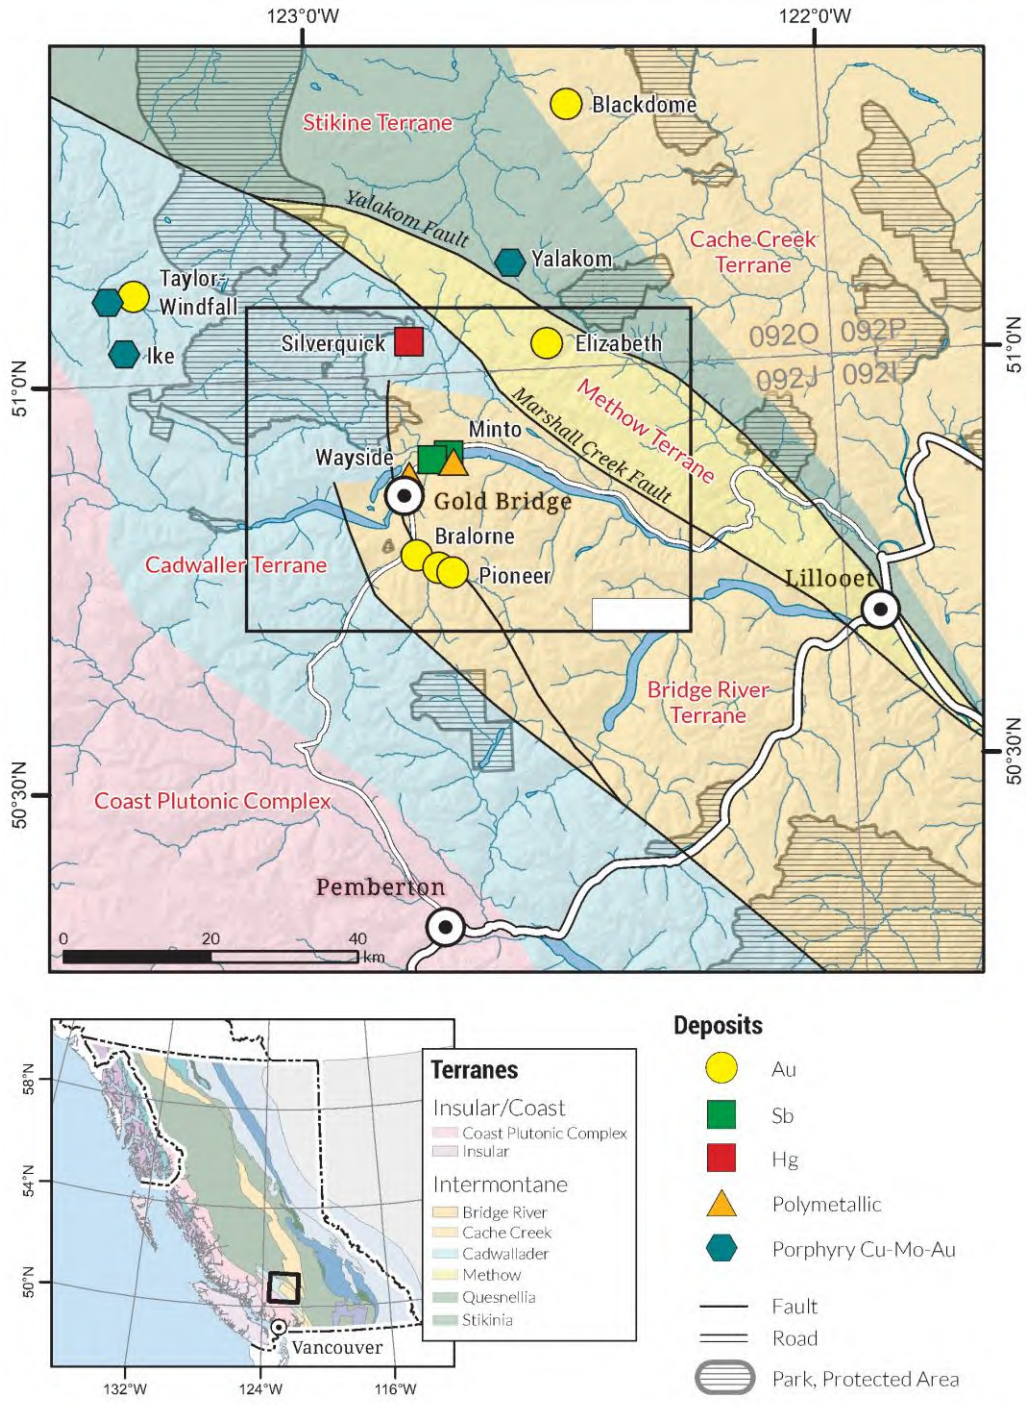 123°0'W
122°0'W
Blackdome
Stikine Terrane
Yalakom Fault
Cache Creek
Terrane
Yalakom
Taylor-
Windfall
Silverquick
Elizabeth
092O
092P
51°0'N
Ike
51°0'N
092J
092I
Methow Terrane
Marshall Creek Fault
Minto
Wayside
Gold Bridge
Bralorne
Cadwaller Terrane
Pioneer
Lillooet
Bridge River
Terrane
50°30'N
50°30'N
Coast Plutonic Complex
Pemberton
0
20
40
km
58°N
54°N
50°N
Vancouver
132°W
124°W
116°W
Terranes
Insular/Coast
Coast Plutonic Complex
Insular
Intermontane
Bridge River
Cache Creek
Cadwallader
Methow
Quesnellia
Stikinia
Deposits
Au
Sb
Hg
Polymetallic
Porphyry Cu-Mo-Au
Fault
Road
Park, Protected Area